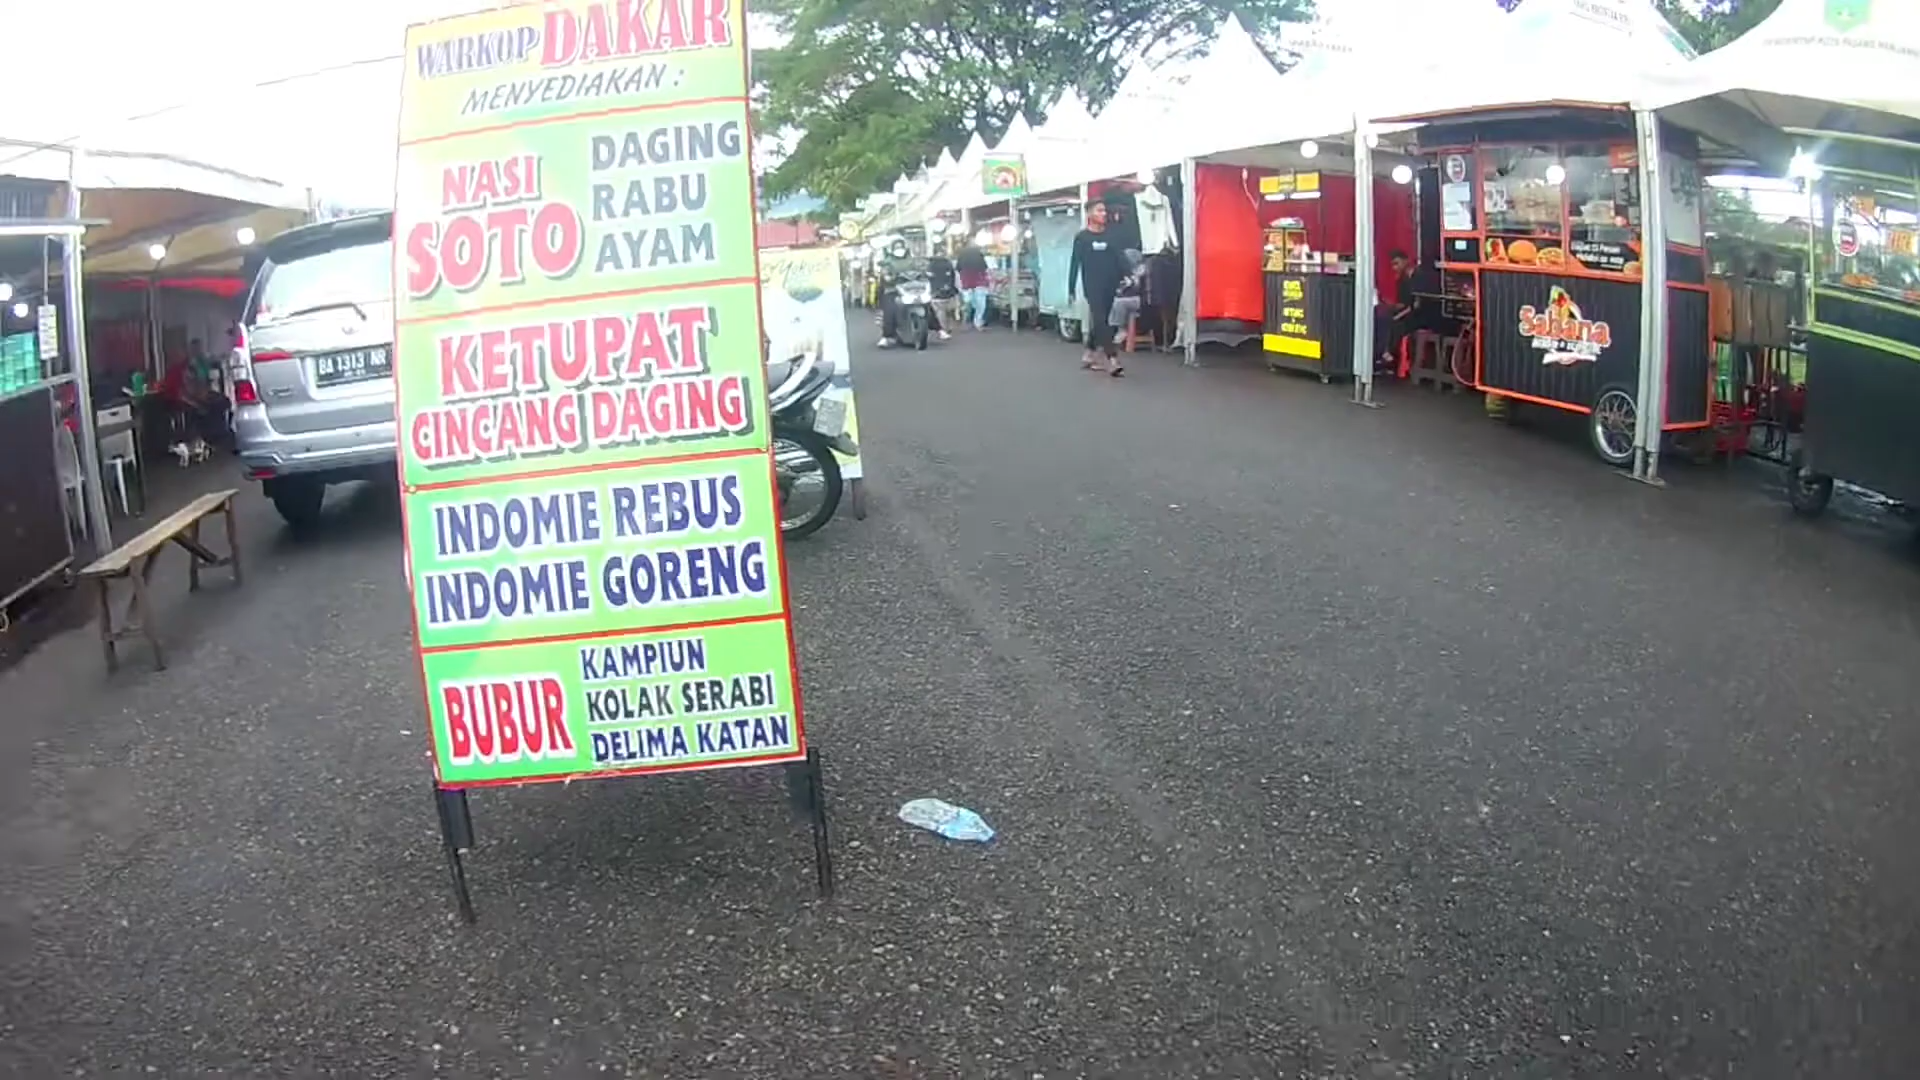 WARKOP DAKAR
MENYEDIAKAN :
NASI
SOTO
DAGING
RABU
AYAM
KETUPAT
CINCANG DAGING
INDOMIE REBUS
INDOMIE GORENG
BUBUR
KAMPIUN
KOLAK SERABI
DELIMA KATAN
BA 1313 NR
Sabana